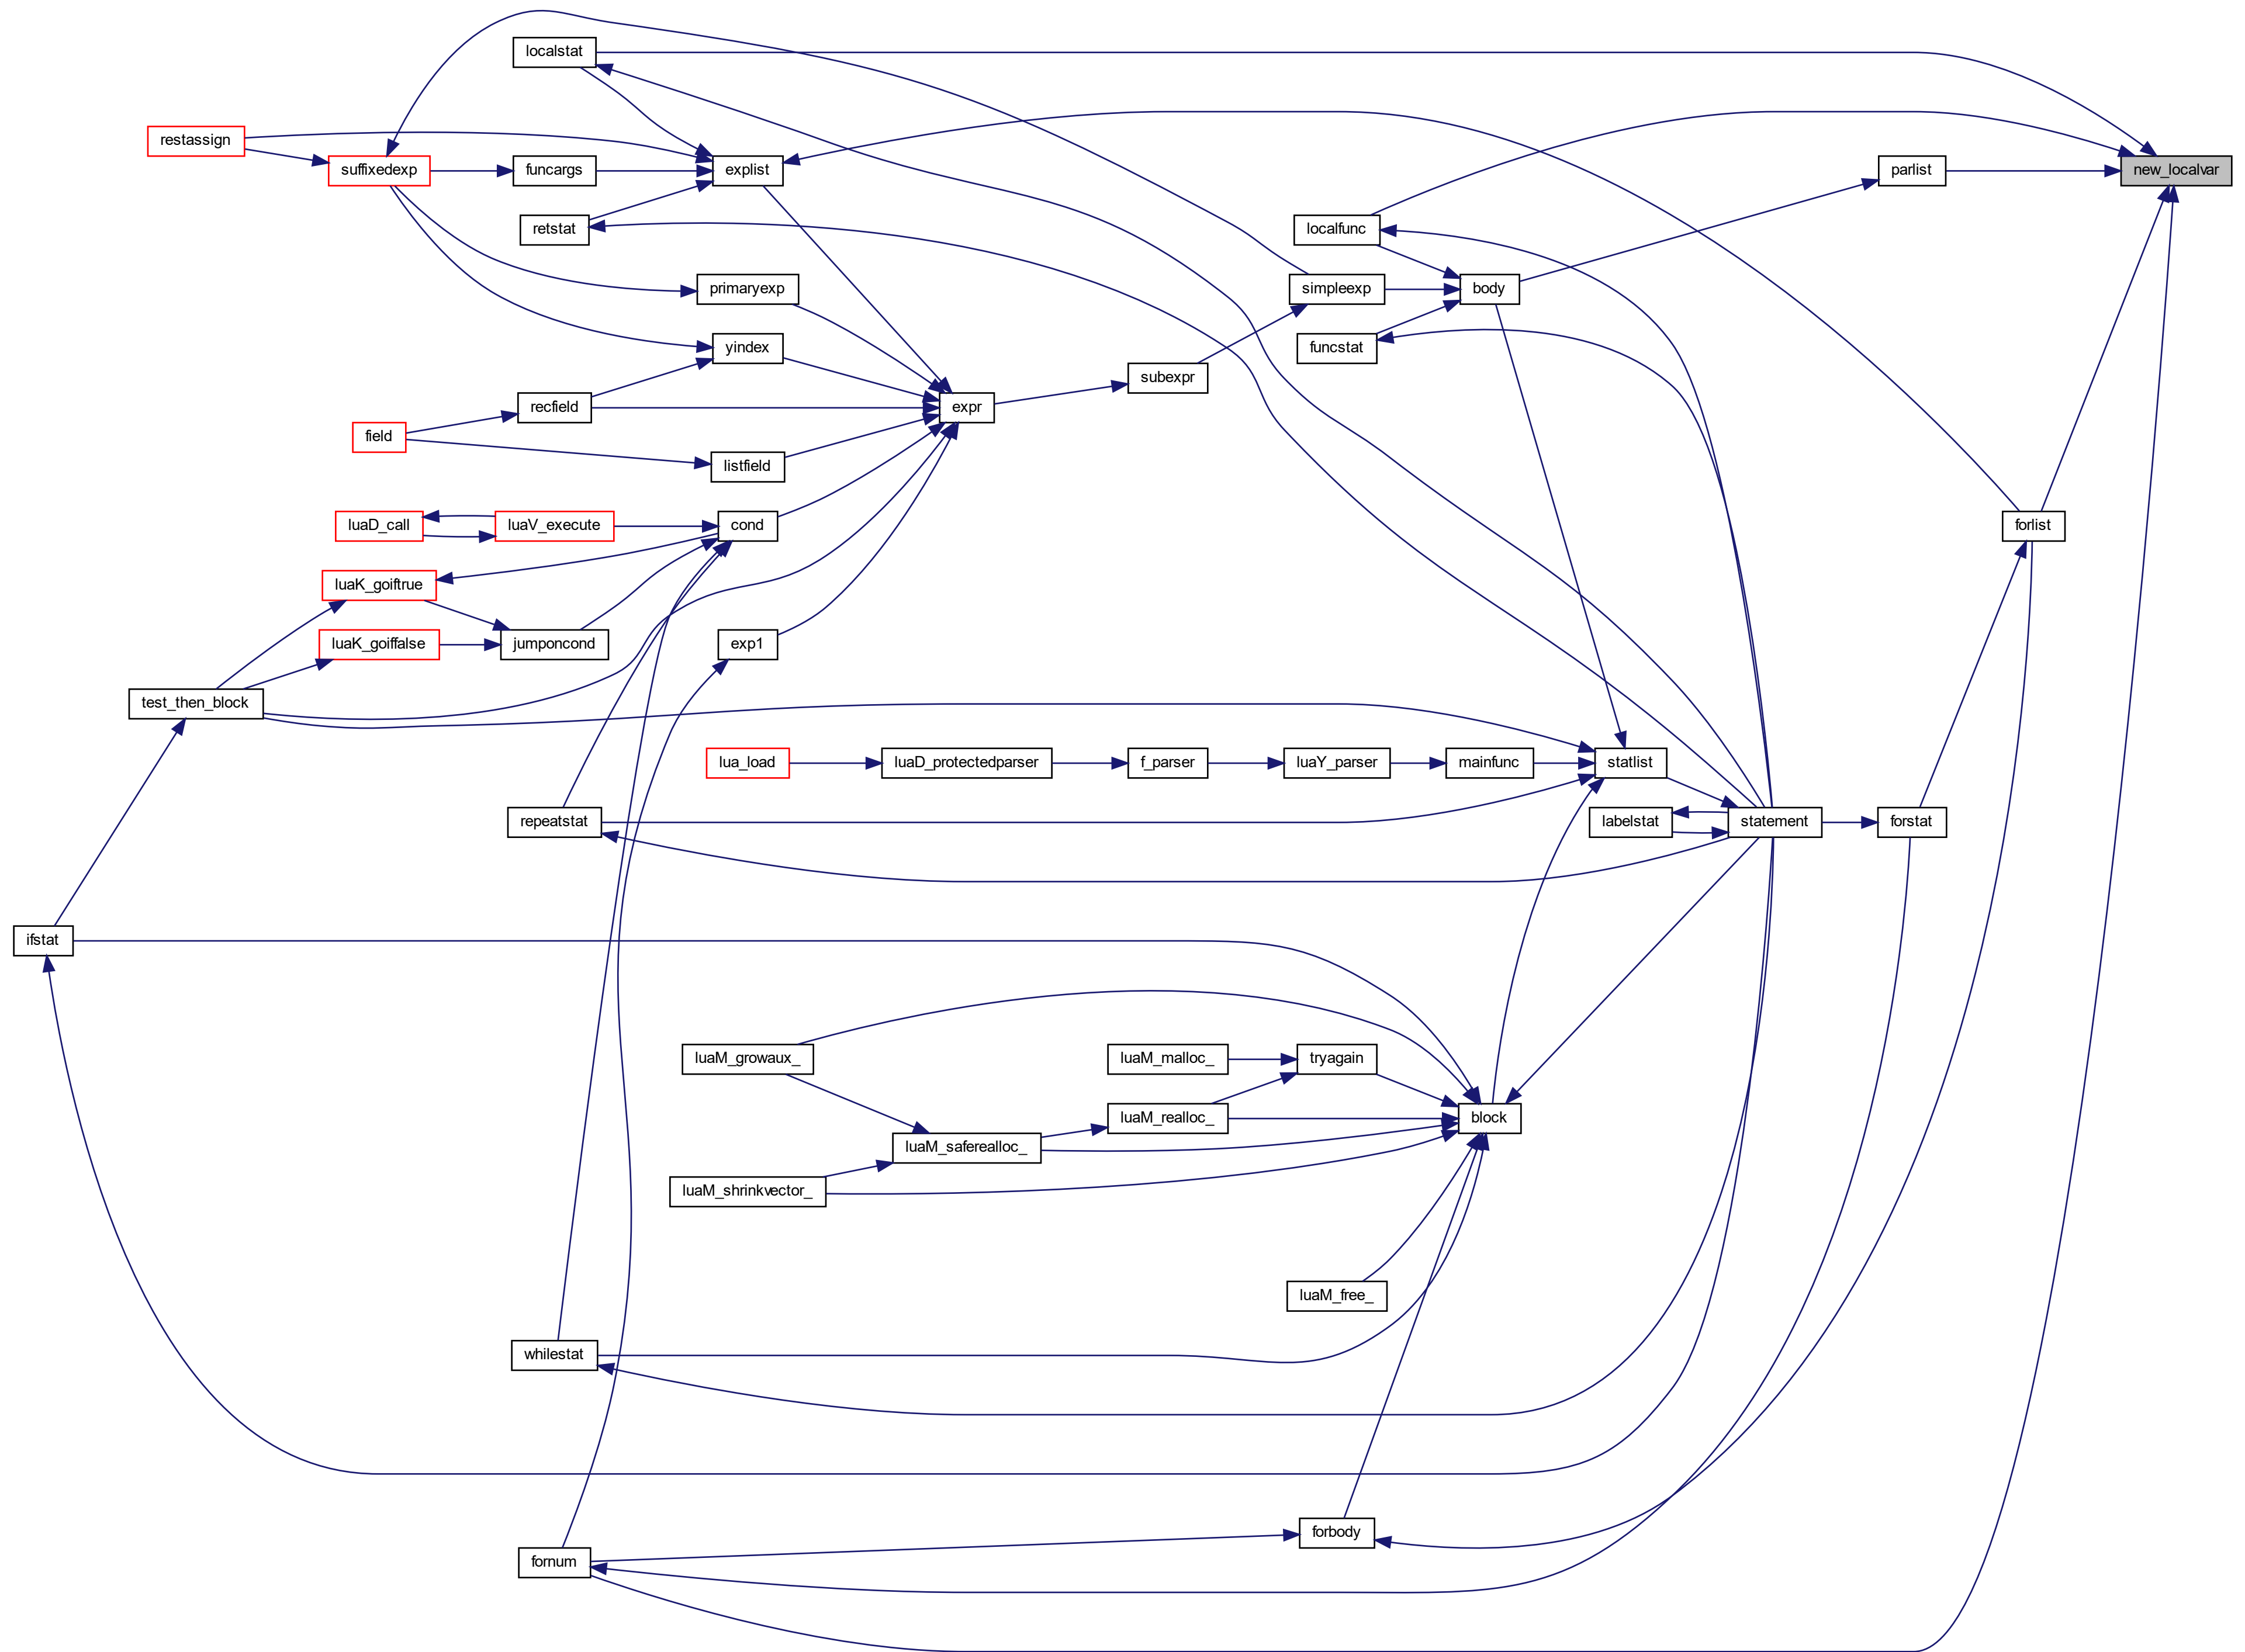 localstat
restassign
suffixedexp
funcargs
explist
parlist
new_localvar
retstat
localfunc
primaryexp
simpleexp
body
yindex
funcstat
subexpr
recfield
expr
field
listfield
luaD_call
luaV_execute
cond
forlist
luaK_goiftrue
luaK_goiffalse
jumponcond
exp1
test_then_block
lua_load
luaD_protectedparser
f_parser
luaY_parser
mainfunc
statlist
repeatstat
labelstat
statement
forstat
ifstat
luaM_growaux_
luaM_malloc_
tryagain
luaM_realloc_
block
luaM_saferealloc_
luaM_shrinkvector_
luaM_free_
whilestat
forbody
fornum